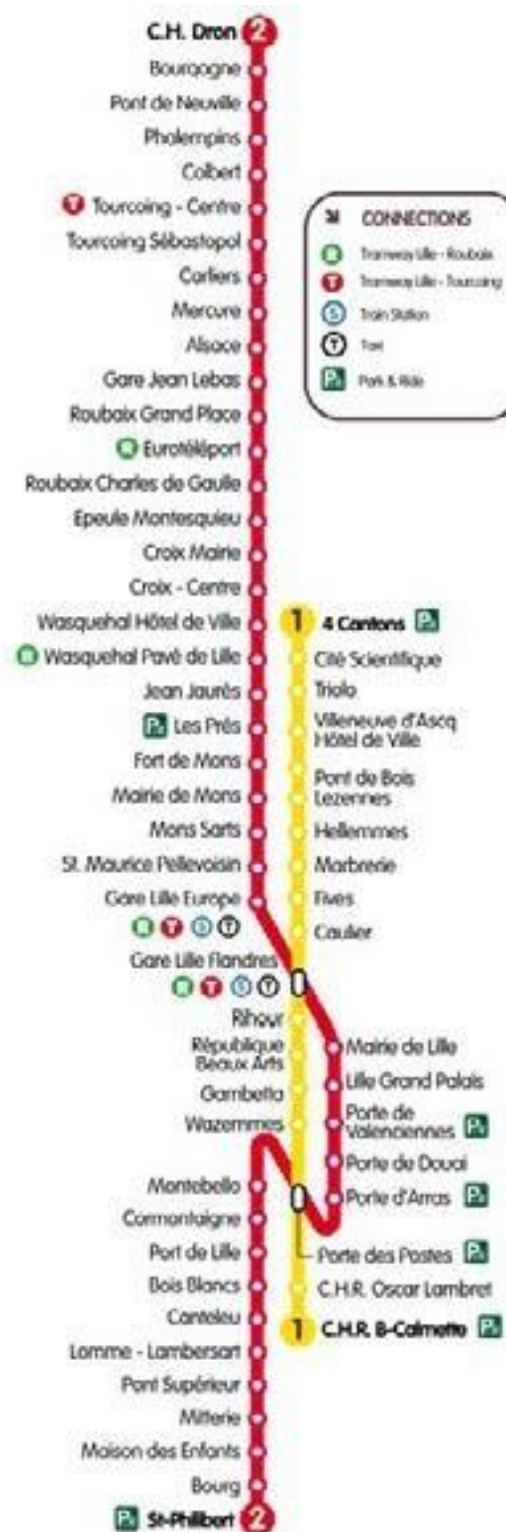 C.H. Dron 2
Bourgogne
Pont de Neuville
Phalempins
Colbert
T Tourcoing - Centre
Tourcoing Sébastopol
Carliers
Mercure
Alsace
Gare Jean Lebas
Roubaix Grand Place
R Eurotéléport
Roubaix Charles de Gaulle
Epeule Montesquieu
Croix Mairie
Croix - Centre
Wasquehal Hôtel de Ville
R Wasquehal Pavé de Lille
Jean Jaurès
P Les Prés
Fort de Mons
Mairie de Mons
Mons Sarts
St. Maurice Pellevoisin
Gare Lille Europe
R T S T
Gare Lille Flandres
R T S T
Rihour
République
Beaux Arts
Gambetta
Wazemmes
Montebello
Cormontaigne
Port de Lille
Bois Blancs
Canteleu
Lomme - Lambersart
Pont Supérieur
Mitterie
Maison des Enfants
Bourg
P St-Philibert 2
CONNECTIONS
R Tramway Lille - Roubaix
T Tramway Lille - Tourcoing
S Train Station
T Taxi
P Park & Ride
1 4 Cantons P
Cité Scientifique
Triolo
Villeneuve d'Ascq
Hôtel de Ville
Pont de Bois
Lezennes
Hellemmes
Marbrerie
Fives
Caulier
Mairie de Lille
Lille Grand Palais
Porte de
Valenciennes P
Porte de Douai
Porte d'Arras P
Porte des Postes P
C.H.R. Oscar Lambret
1 C.H.R. B-Calmette P